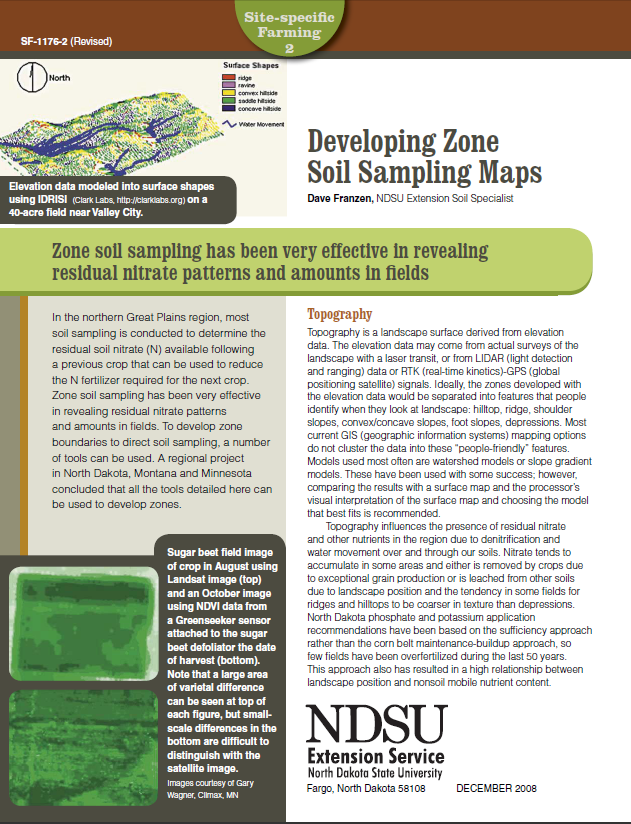 Site-specific
Farming
2
SF-1176-2 (Revised)
North
Surface Shapes
ridge
ravine
convex hillside
saddle hillside
concave hillside
Water Movement
Elevation data modeled into surface shapes
using IDRISI (Clark Labs, http://clarklabs.org) on a
40-acre field near Valley City.
Developing Zone
Soil Sampling Maps
Dave Franzen, NDSU Extension Soil Specialist
Zone soil sampling has been very effective in revealing
residual nitrate patterns and amounts in fields
In the northern Great Plains region, most
soil sampling is conducted to determine the
residual soil nitrate (N) available following
a previous crop that can be used to reduce
the N fertilizer required for the next crop.
Zone soil sampling has been very effective
in revealing residual nitrate patterns
and amounts in fields. To develop zone
boundaries to direct soil sampling, a number
of tools can be used. A regional project
in North Dakota, Montana and Minnesota
concluded that all the tools detailed here can
be used to develop zones.
Sugar beet field image
of crop in August using
Landsat image (top)
and an October image
using NDVI data from
a Greenseeker sensor
attached to the sugar
beet defoliator the date
of harvest (bottom).
Note that a large area
of varietal difference
can be seen at top of
each figure, but small-
scale differences in the
bottom are difficult to
distinguish with the
satellite image.
Images courtesy of Gary
Wagner, Climax, MN
Topography
Topography is a landscape surface derived from elevation
data. The elevation data may come from actual surveys of the
landscape with a laser transit, or from LIDAR (light detection
and ranging) data or RTK (real-time kinetics)-GPS (global
positioning satellite) signals. Ideally, the zones developed with
the elevation data would be separated into features that people
identify when they look at landscape: hilltop, ridge, shoulder
slopes, convex/concave slopes, foot slopes, depressions. Most
current GIS (geographic information systems) mapping options
do not cluster the data into these “people-friendly” features.
Models used most often are watershed models or slope gradient
models. These have been used with some success; however,
comparing the results with a surface map and the processor’s
visual interpretation of the surface map and choosing the model
that best fits is recommended.
Topography influences the presence of residual nitrate
and other nutrients in the region due to denitrification and
water movement over and through our soils. Nitrate tends to
accumulate in some areas and either is removed by crops due
to exceptional grain production or is leached from other soils
due to landscape position and the tendency in some fields for
ridges and hilltops to be coarser in texture than depressions.
North Dakota phosphate and potassium application
recommendations have been based on the sufficiency approach
rather than the corn belt maintenance-buildup approach, so
few fields have been overfertilized during the last 50 years.
This approach also has resulted in a high relationship between
landscape position and nonsoil mobile nutrient content.
NDSU
Extension Service
North Dakota State University
Fargo, North Dakota 58108 DECEMBER 2008